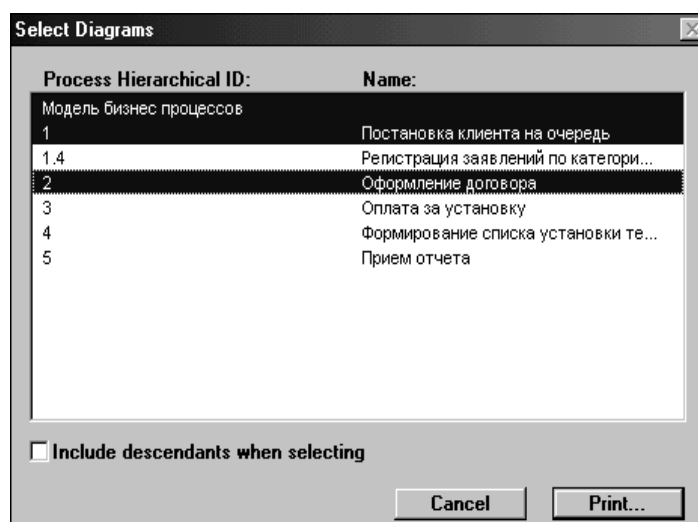 Select Diagrams
Process Hierarchical ID: Name:
Модель бизнес процессов
1 Постановка клиента на очередь
1.4 Регистрация заявлений по категори...
2 Оформление договора
3 Оплата за установку
4 Формирование списка установки те...
5 Прием отчета
Include descendants when selecting
Cancel Print...